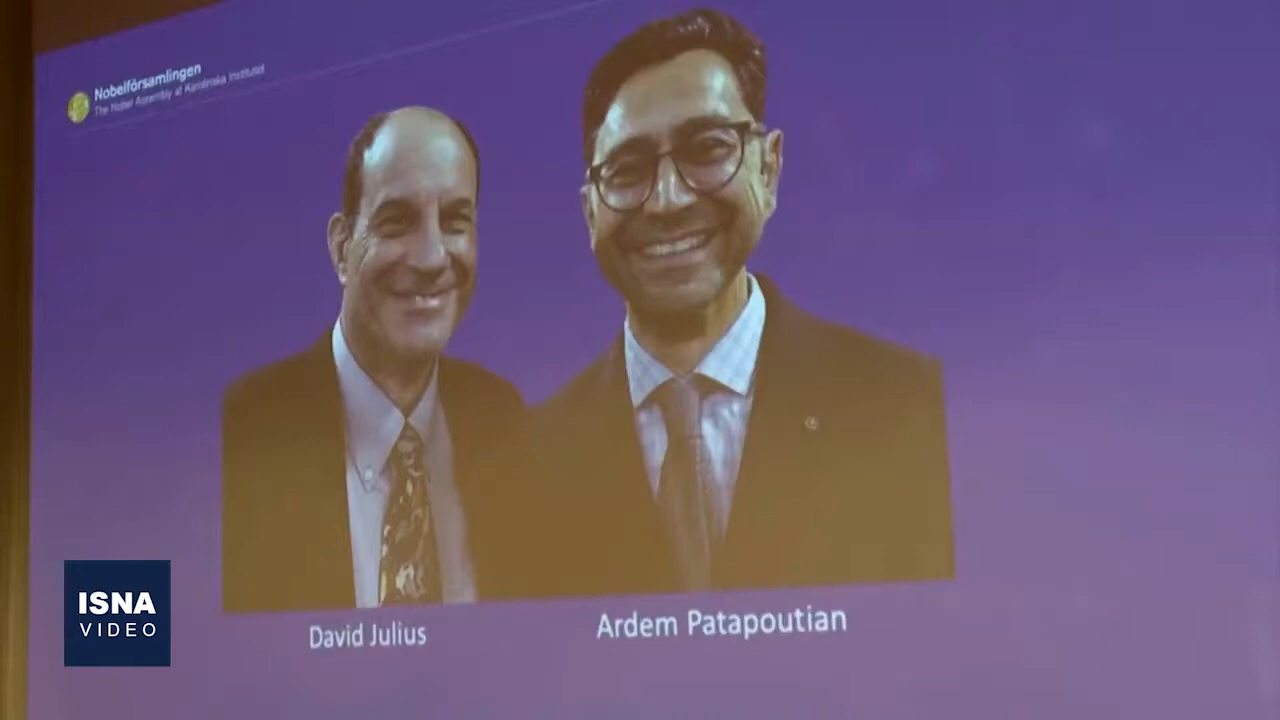 Nobelförsamlingen
The Nobel Assembly at Karolinska Institutet
David Julius
Ardem Patapoutian
ISNA
VIDEO